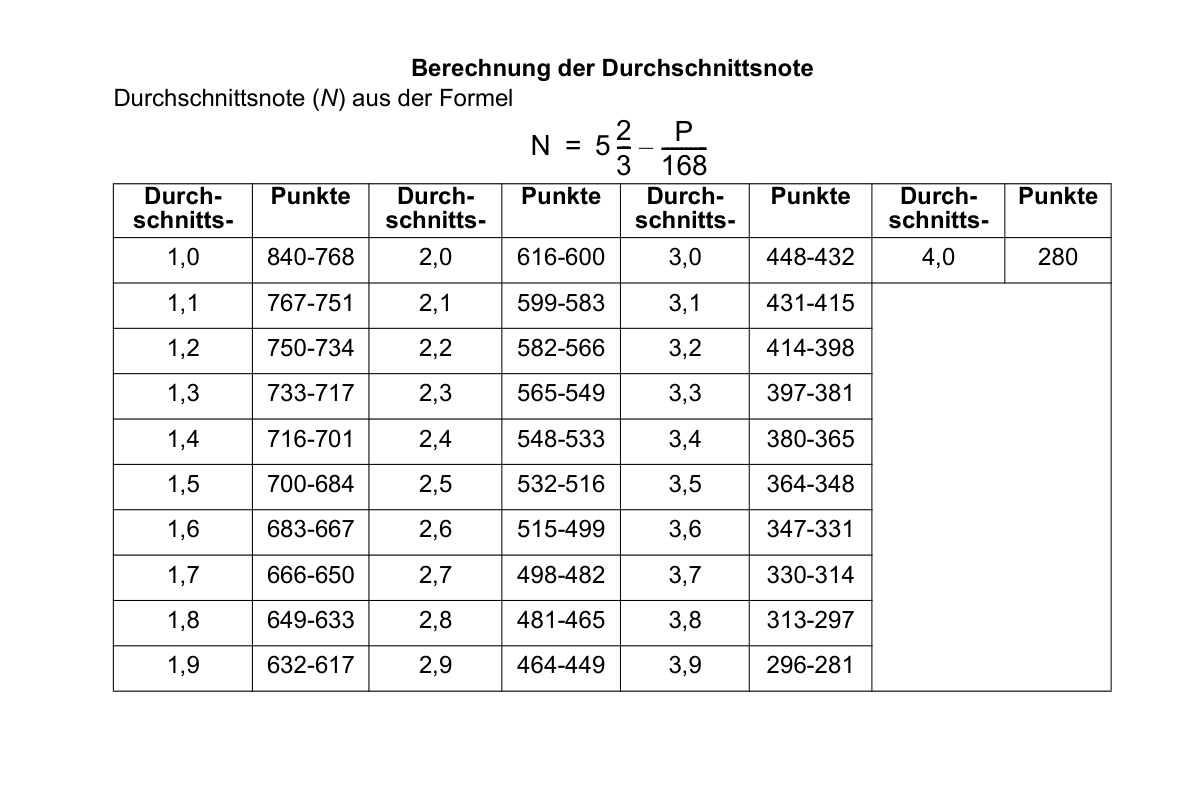 Berechnung der Durchschnittsnote
Durchschnittsnote (N) aus der Formel
N = 5 2/3 – P/168
Durch-schnitts- Punkte Durch-schnitts- Punkte Durch-schnitts- Punkte Durch-schnitts- Punkte
1,0 840-768 2,0 616-600 3,0 448-432 4,0 280
1,1 767-751 2,1 599-583 3,1 431-415
1,2 750-734 2,2 582-566 3,2 414-398
1,3 733-717 2,3 565-549 3,3 397-381
1,4 716-701 2,4 548-533 3,4 380-365
1,5 700-684 2,5 532-516 3,5 364-348
1,6 683-667 2,6 515-499 3,6 347-331
1,7 666-650 2,7 498-482 3,7 330-314
1,8 649-633 2,8 481-465 3,8 313-297
1,9 632-617 2,9 464-449 3,9 296-281